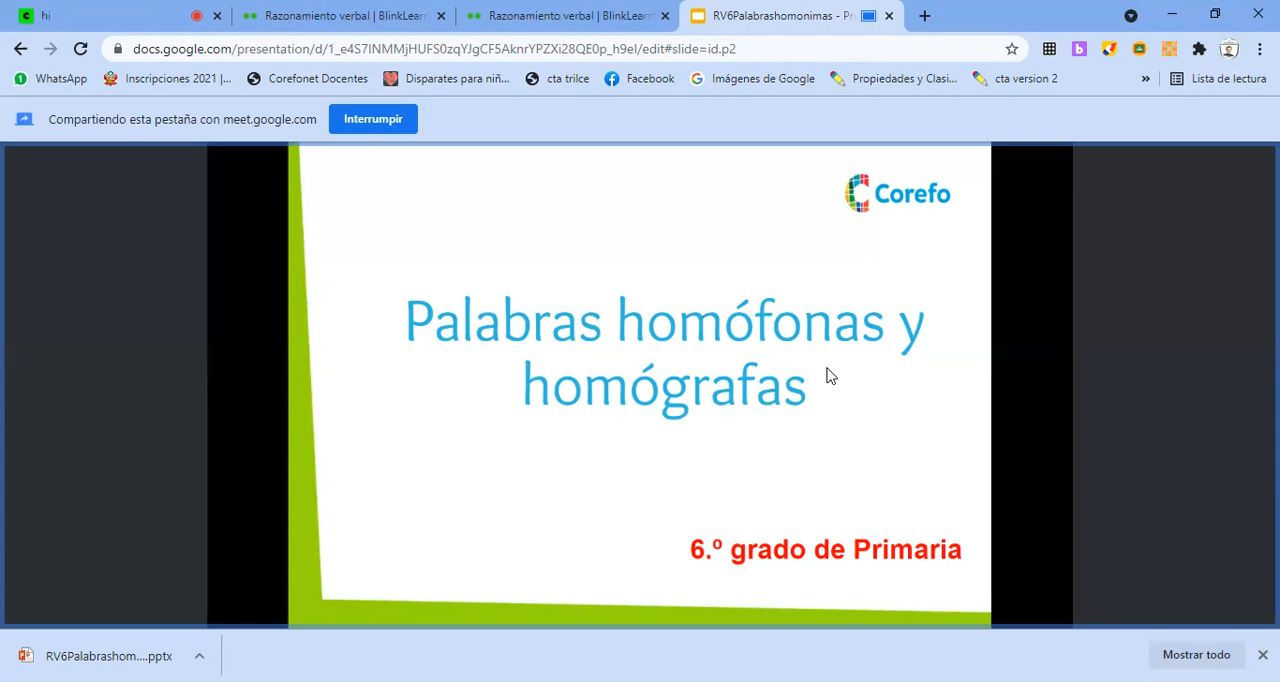 hi
Razonamiento verbal | BlinkLearn
Razonamiento verbal | BlinkLearn
RV6Palabrashomonimas - Pr
docs.google.com/presentation/d/1_e4S7INMMjHUFS0zqYJgCF5AknrYPZXi28QE0p_h9eI/edit#slide=id.p2
WhatsApp
Inscripciones 2021 |...
Corefonet Docentes
Disparates para niñ...
cta trilce
Facebook
Imágenes de Google
Propiedades y Clasi...
cta version 2
»
Lista de lectura
Compartiendo esta pestaña con meet.google.com
Interrumpir
Corefo
Palabras homófonas y
homógrafas
6.º grado de Primaria
RV6Palabrashom....pptx
Mostrar todo